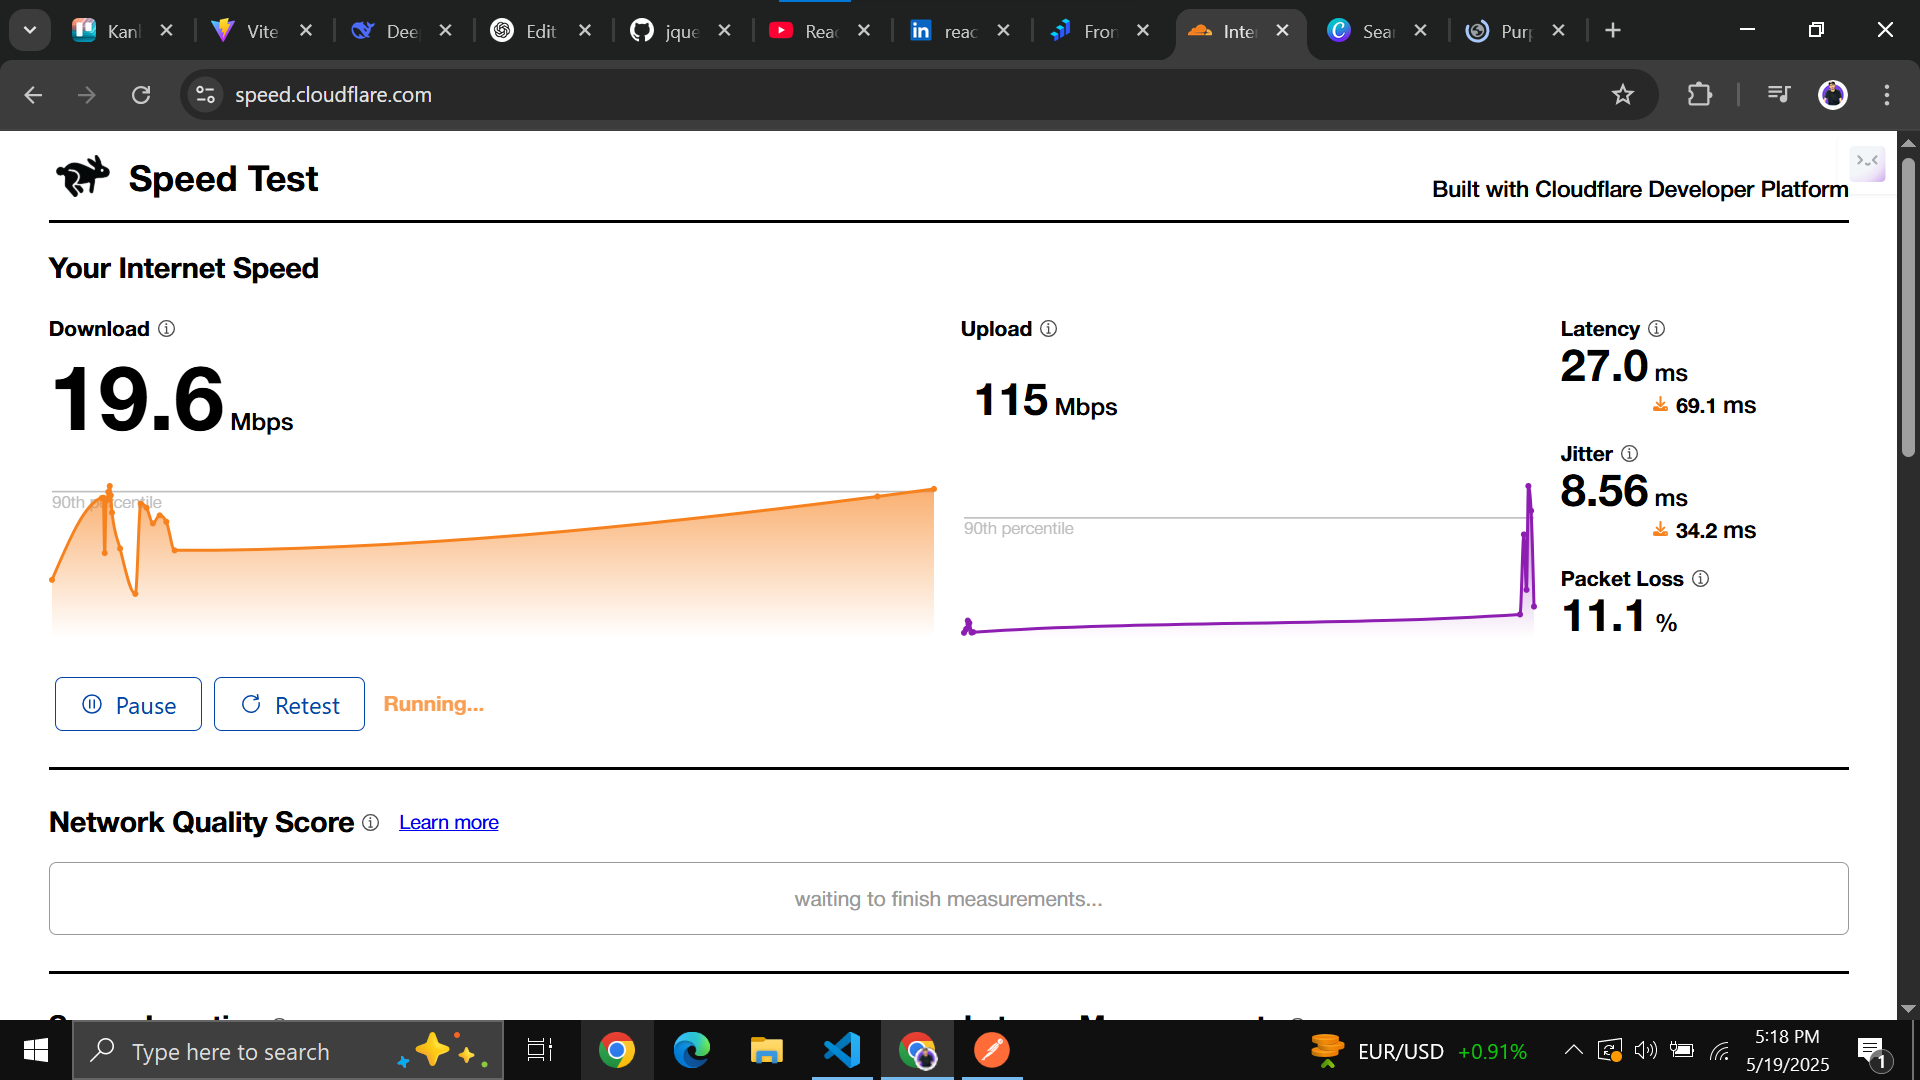 Kanl
Vite
Dee
Edit
jque
Reac
reac
Fron
Inter
Sear
Purp
speed.cloudflare.com
Speed Test
Built with Cloudflare Developer Platform
Your Internet Speed
Download
19.6 Mbps
90th percentile
Upload
115 Mbps
90th percentile
Latency
27.0 ms
69.1 ms
Jitter
8.56 ms
34.2 ms
Packet Loss
11.1 %
Pause
Retest
Running...
Network Quality Score
Learn more
waiting to finish measurements...
Type here to search
EUR/USD +0.91%
5:18 PM
5/19/2025
1